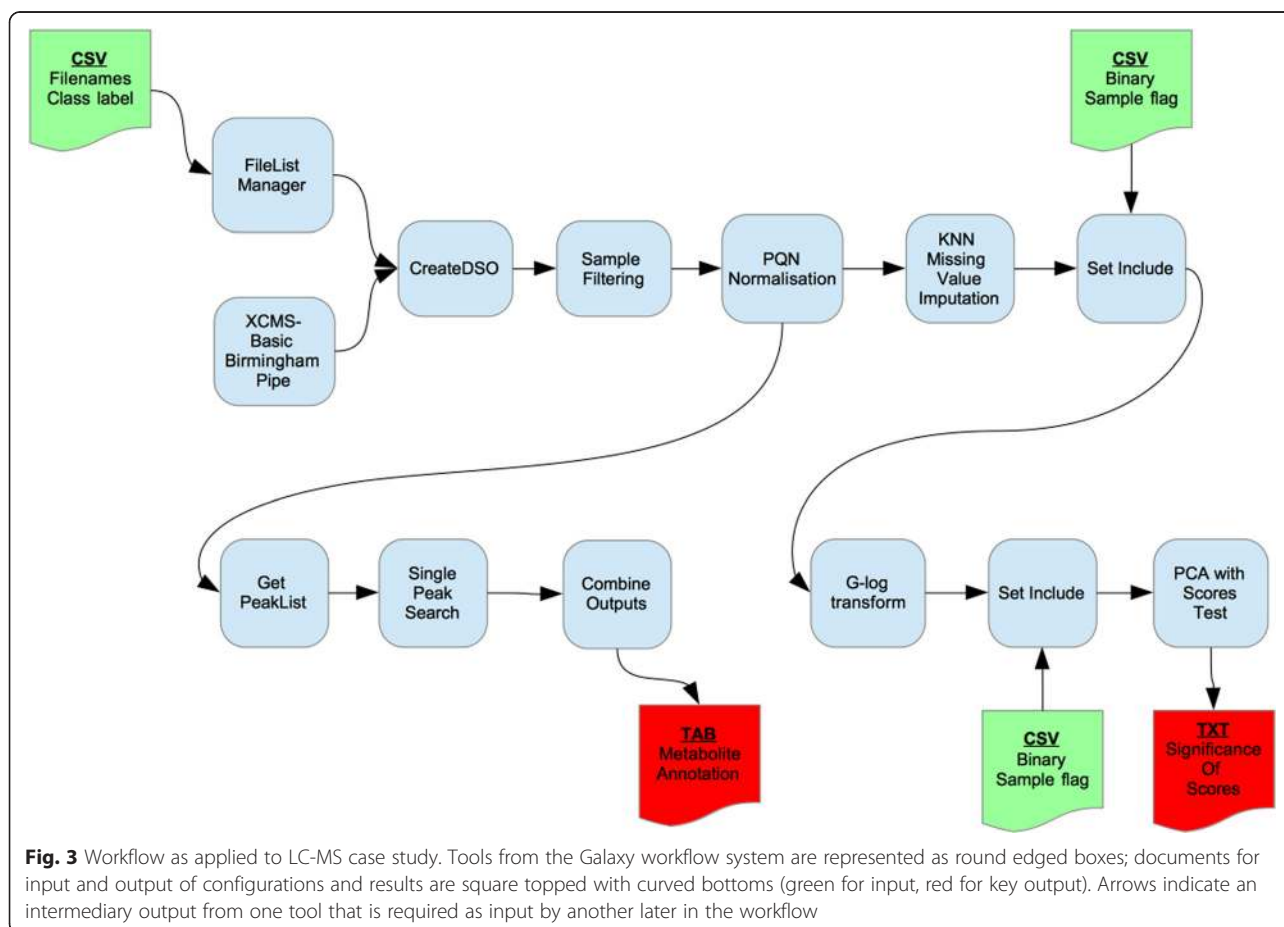 CSV
Filenames
Class label
CSV
Binary
Sample flag
FileList
Manager
XCMS-
Basic
Birmingham
Pipe
CreateDSO
Sample
Filtering
PQN
Normalisation
KNN
Missing
Value
Imputation
Set Include
Get
PeakList
Single
Peak
Search
Combine
Outputs
G-log
transform
Set Include
PCA with
Scores
Test
TAB
Metabolite
Annotation
CSV
Binary
Sample flag
TXT
Significance
Of
Scores
Fig. 3 Workflow as applied to LC-MS case study. Tools from the Galaxy workflow system are represented as round edged boxes; documents for
input and output of configurations and results are square topped with curved bottoms (green for input, red for key output). Arrows indicate an
intermediary output from one tool that is required as input by another later in the workflow